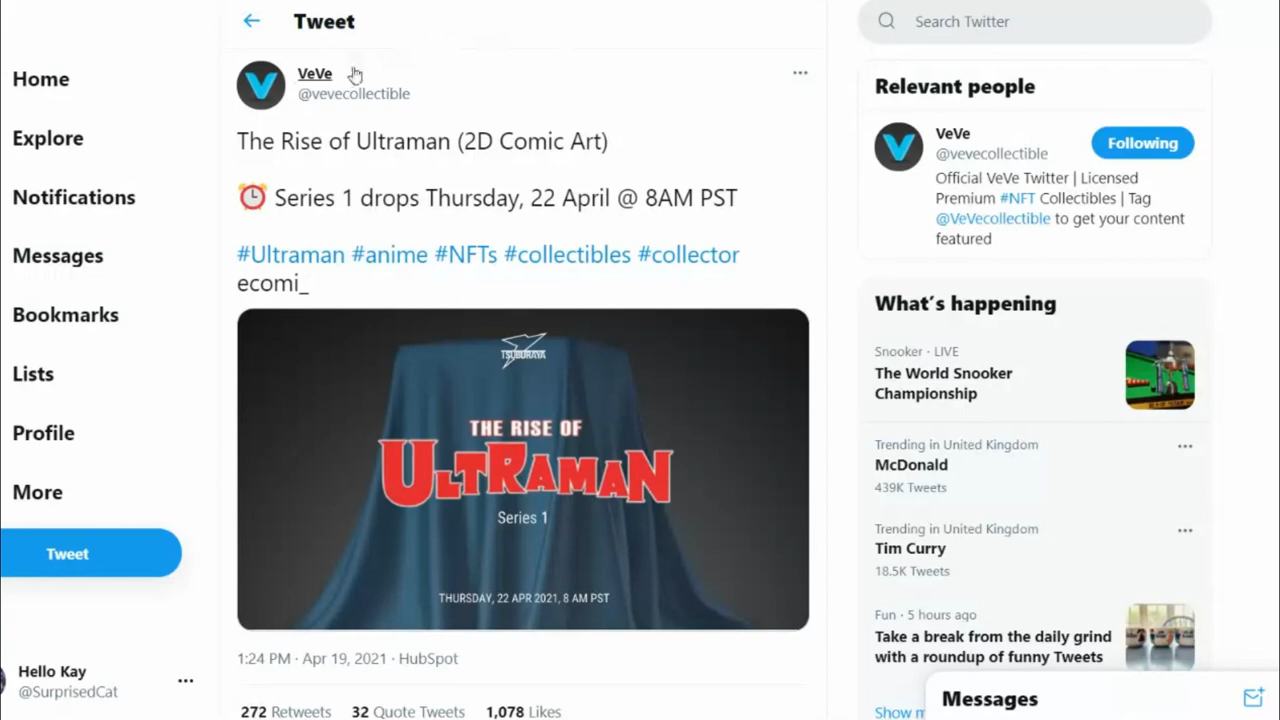 Tweet
Search Twitter
Home
Explore
Notifications
Messages
Bookmarks
Lists
Profile
More
Tweet
Hello Kay
@SurprisedCat
VeVe
@vevecollectible
The Rise of Ultraman (2D Comic Art)
Series 1 drops Thursday, 22 April @ 8AM PST
#Ultraman #anime #NFTs #collectibles #collector
ecomi_
TSUBURAYA
THE RISE OF
ULTRAMAN
Series 1
THURSDAY, 22 APR 2021, 8 AM PST
1:24 PM · Apr 19, 2021 · HubSpot
272 Retweets 32 Quote Tweets 1,078 Likes
Relevant people
VeVe
@vevecollectible
Following
Official VeVe Twitter | Licensed
Premium #NFT Collectibles | Tag
@VeVecollectible to get your content
featured
What's happening
Snooker · LIVE
The World Snooker
Championship
Trending in United Kingdom
McDonald
439K Tweets
Trending in United Kingdom
Tim Curry
18.5K Tweets
Fun · 5 hours ago
Take a break from the daily grind
with a roundup of funny Tweets
Show
Messages